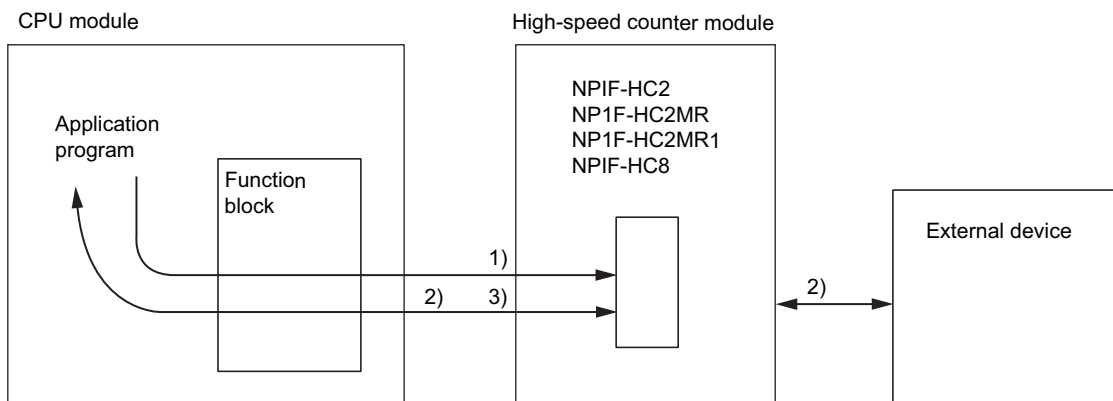 CPU module
High-speed counter module
NPIF-HC2
NP1F-HC2MR
NP1F-HC2MR1
NPIF-HC8
Application
program
Function
block
External device
1)
2)
3)
2)